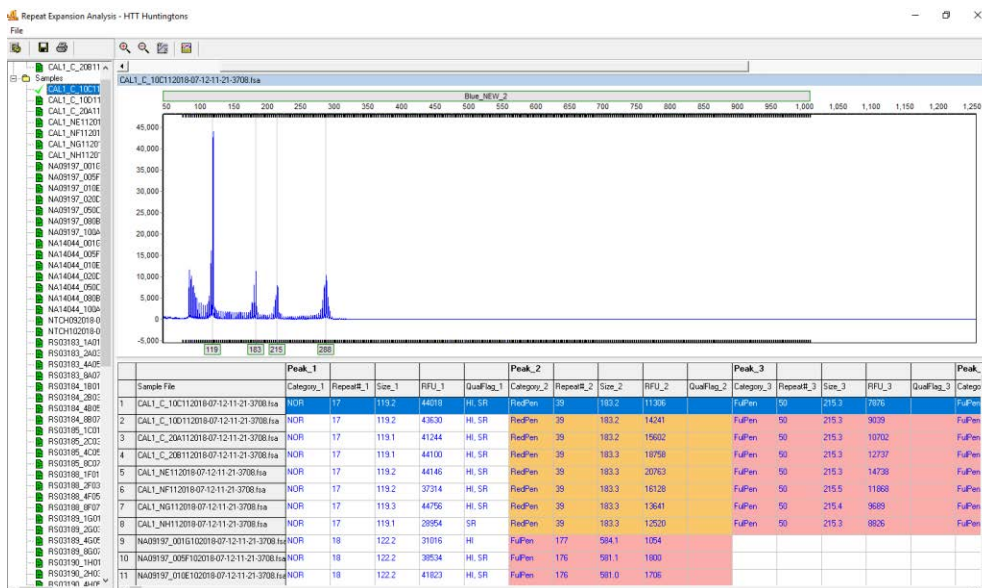 Repeat Expansion Analysis - HTT Huntingtons
File
CAL1_C_20B11
Samples
CAL1_C_10C11
CAL1_C_10D11
CAL1_C_20A11
CAL1_NE11201
CAL1_NF11201
CAL1_NG1120
CAL1_NH1120
NA09197_001G
NA09197_005F
NA09197_010E
NA09197_020D
NA09197_050C
NA09197_080B
NA09197_100A
NA14044_001G
NA14044_005F
NA14044_010E
NA14044_020D
NA14044_050C
NA14044_080B
NA14044_100A
NTCH092018-0
NTCH102018-0
RS03183_1A01
RS03183_2A03
RS03183_4A05
RS03183_8A07
RS03184_1B01
RS03184_2B03
RS03184_4B05
RS03184_8B07
RS03185_1C01
RS03185_2C03
RS03185_4C05
RS03185_8C07
RS03188_1F01
RS03188_2F03
RS03188_4F05
RS03188_8F07
RS03189_1G01
RS03189_2G03
RS03189_4G05
RS03189_8G07
RS03190_1H01
RS03190_2H03
RS03190_4H05
CAL1_C_10C112018-07-12-11-21-3708.fsa
Blue_NEW_2
50 100 150 200 250 300 350 400 450 500 550 600 650 700 750 800 850 900 950 1,000 1,050 1,100 1,150 1,200 1,250
45,000
40,000
35,000
30,000
25,000
20,000
15,000
10,000
5,000
0
-5,000
119 183 215 288
Peak_1 Peak_2 Peak_3 Peak_
Sample File Category_1 Repeat#_1 Size_1 RFU_1 QualFlag_1 Category_2 Repeat#_2 Size_2 RFU_2 QualFlag_2 Category_3 Repeat#_3 Size_3 RFU_3 QualFlag_3 Catego
1 CAL1_C_10C112018-07-12-11-21-3708.fsa NOR 17 119.2 44018 HI, SR RedPen 39 183.2 11306 FulPen 50 215.3 7876 FulPen
2 CAL1_C_10D112018-07-12-11-21-3708.fsa NOR 17 119.2 43630 HI, SR RedPen 39 183.2 14241 FulPen 50 215.3 9039 FulPen
3 CAL1_C_20A112018-07-12-11-21-3708.fsa NOR 17 119.1 41244 HI, SR RedPen 39 183.2 15602 FulPen 50 215.3 10702 FulPen
4 CAL1_C_20B112018-07-12-11-21-3708.fsa NOR 17 119.1 44100 HI, SR RedPen 39 183.3 18758 FulPen 50 215.3 12737 FulPen
5 CAL1_NE112018-07-12-11-21-3708.fsa NOR 17 119.2 44146 HI, SR RedPen 39 183.3 20763 FulPen 50 215.3 14738 FulPen
6 CAL1_NF112018-07-12-11-21-3708.fsa NOR 17 119.2 37314 HI, SR RedPen 39 183.3 16128 FulPen 50 215.5 11868 FulPen
7 CAL1_NG112018-07-12-11-21-3708.fsa NOR 17 119.3 44756 HI, SR RedPen 39 183.3 13641 FulPen 50 215.4 9689 FulPen
8 CAL1_NH112018-07-12-11-21-3708.fsa NOR 17 119.1 28954 SR RedPen 39 183.3 12520 FulPen 50 215.3 8826 FulPen
9 NA09197_001G102018-07-12-11-21-3708.fsa NOR 18 122.2 31016 HI FulPen 177 584.1 1054
10 NA09197_005F102018-07-12-11-21-3708.fsa NOR 18 122.2 38534 HI, SR FulPen 176 581.1 1800
11 NA09197_010E102018-07-12-11-21-3708.fsa NOR 18 122.2 41823 HI, SR FulPen 176 581.0 1706